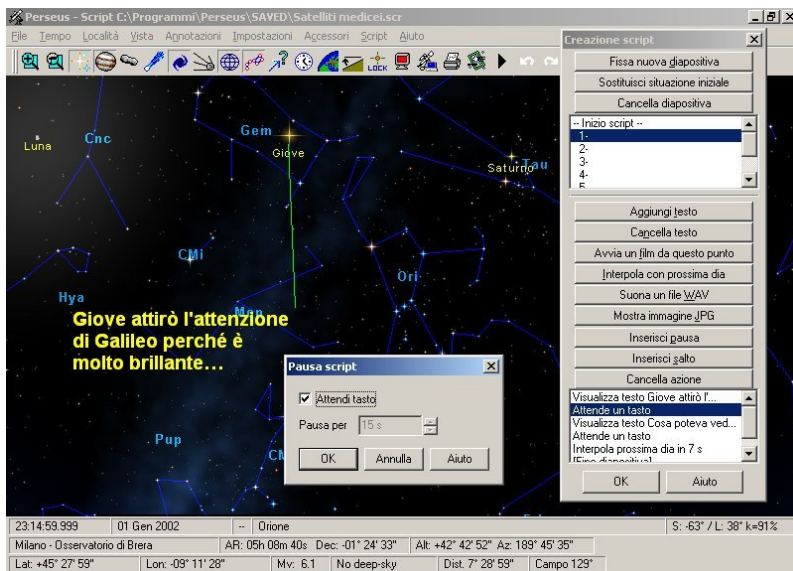 Perseus - Script C:\Programmi\Perseus\SAVED\Satelliti medicei.scr
File Tempo Località Vista Annotazioni Impostazioni Accessori Script Aiuto
LOCK
Luna
Cnc
Gem
Giove
Saturno
Tau
CMi
Ori
Hya
Mon
Giove attirò l'attenzione
di Galileo perché è
molto brillante...
Pup
Pausa script
Attendi tasto
Pausa per 15 s
OK Annulla Aiuto
Creazione script
Fissa nuova diapositiva
Sostituisci situazione iniziale
Cancella diapositiva
-- Inizio script --
1-
2-
3-
4-
5
Aggiungi testo
Cancella testo
Avvia un film da questo punto
Interpola con prossima dia
Suona un file WAV
Mostra immagine JPG
Inserisci pausa
Inserisci salto
Cancella azione
Visualizza testo Giove attirò l'...
Attende un tasto
Visualizza testo Cosa poteva ved...
Attende un tasto
Interpola prossima dia in 7 s
[Fine diapositiva]
OK Aiuto
23:14:59.999 01 Gen 2002 -- Orione S: -63° / L: 38° k=91%
Milano - Osservatorio di Brera AR: 05h 08m 40s Dec: -01° 24' 33" Alt: +42° 42' 52" Az: 189° 45' 35"
Lat: +45° 27' 59" Lon: -09° 11' 28" Mv: 6.1 No deep-sky Dist. 7° 28' 59" Campo 129°